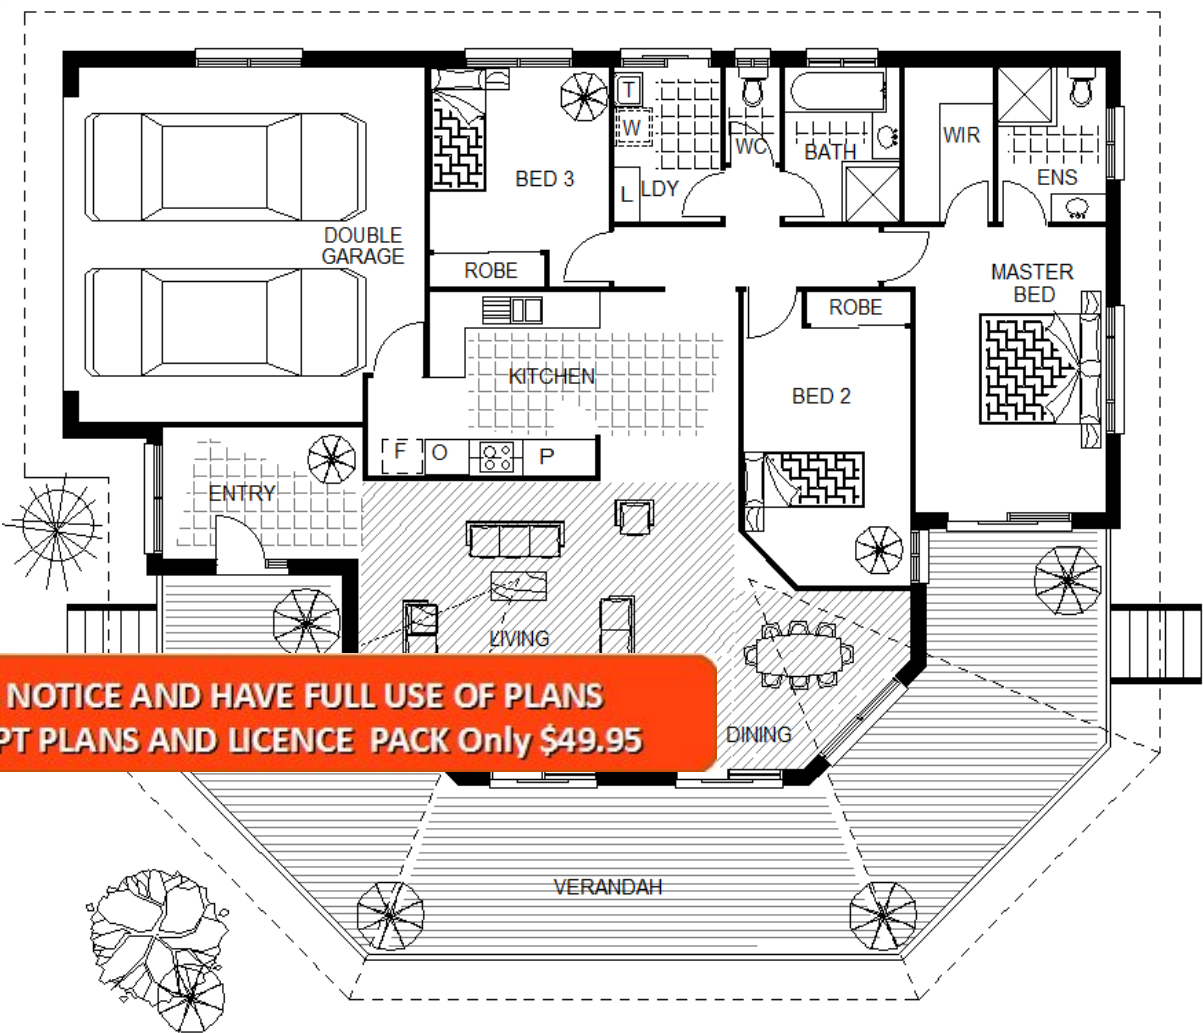 T
W
L
LDY
WC
BATH
WIR
ENS
BED 3
DOUBLE
GARAGE
ROBE
MASTER
BED
ROBE
KITCHEN
BED 2
F
O
P
ENTRY
LIVING
NOTICE AND HAVE FULL USE OF PLANS
PT PLANS AND LICENCE PACK Only $49.95
DINING
VERANDAH